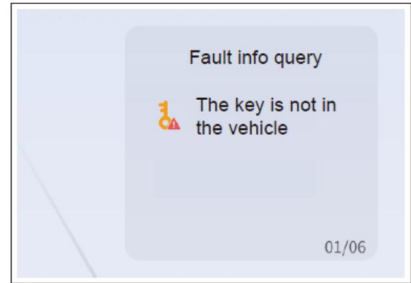 Fault info query
The key is not in
the vehicle
01/06